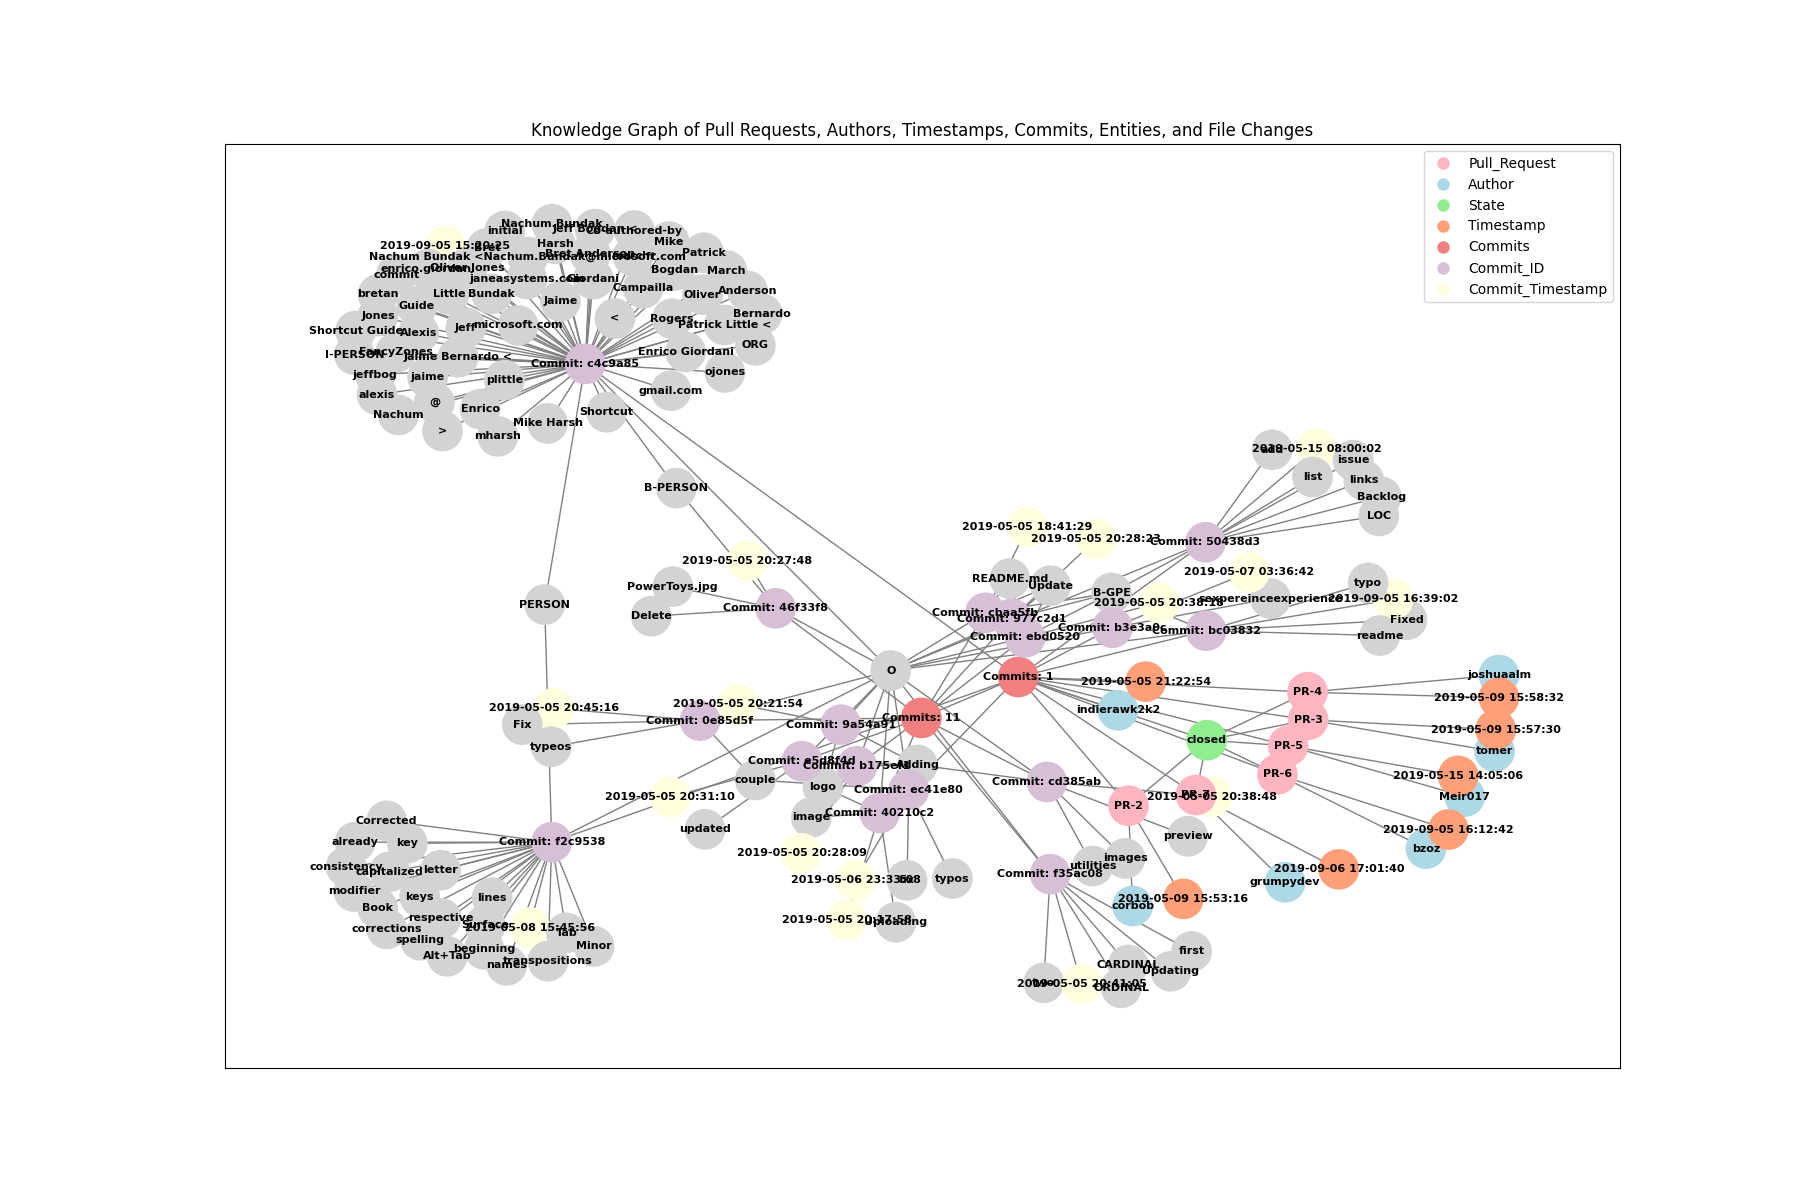 Knowledge Graph of Pull Requests, Authors, Timestamps, Commits, Entities, and File Changes
Pull_Request
Author
State
Timestamp
Commits
Commit_ID
Commit_Timestamp
Nachum Bundak
initial
Jeff Bogdan <
co-authored-by
Mike
Harsh
2019-09-05 15:20:25
Bret
Bret Anderson
Patrick
Nachum Bundak <Nachum.Bundak@microsoft.com
enrico.giordani
Oliver Jones
Bogdan
March
commit
janeasystems.com
Giordani
Campailla
Anderson
bretan
Little
Bundak
Oliver
Jaime
Guide
Bernardo
Jones
<
Rogers
Patrick Little <
microsoft.com
Jeff
Shortcut Guide
Alexis
ORG
I-PERSON
FancyZones
jaime Bernardo <
Enrico Giordani
Commit: c4c9a85
ojones
jeffbog
jaime
plittle
gmail.com
alexis
@
Enrico
Shortcut
Nachum
Mike Harsh
>
mharsh
add
2019-05-15 08:00:02
issue
list
links
Backlog
LOC
B-PERSON
2019-05-05 18:41:29
2019-05-05 20:28:23
Commit: 50438d3
2019-05-05 20:27:48
2019-05-07 03:36:42
README.md
Update
B-GPE
typo
PowerToys.jpg
sexpereinceexperience
2019-09-05 16:39:02
PERSON
Commit: 46f33f8
2019-05-05 20:38:18
Delete
Commit: cbaa5fb
Commit: 977c2d1
Commit: b3e3a0c
Commit: bc03832
Fixed
Commit: ebd0520
readme
O
Commits: 1
2019-05-05 21:22:54
joshuaalm
PR-4
2019-05-09 15:58:32
2019-05-05 20:45:16
2019-05-05 20:21:54
indierawk2k2
Fix
Commit: 0e85d5f
Commit: 9a54a91
Commits: 11
PR-3
2019-05-09 15:57:30
typeos
closed
PR-5
tomer
Commit: e5d8f4d
Commit: b175ef1
Adding
PR-6
2019-05-15 14:05:06
couple
logo
Commit: ec41e80
Commit: cd385ab
2019-05-05 20:31:10
PR-7
2019-05-05 20:38:48
Meir017
PR-2
image
Commit: 40210c2
updated
preview
2019-09-05 16:12:42
Corrected
already
key
Commit: f2c9538
bzoz
2019-05-05 20:28:09
images
utilities
consistency
capitalized
letter
Commit: f35ac08
2019-09-06 17:01:40
grumpydev
2019-05-06 23:33:08
fix
typos
modifier
keys
lines
2019-05-09 15:53:16
corbob
Book
respective
2019-05-05 20:17:58
Uploading
corrections
Surface
2019-05-08 15:45:56
Tab
spelling
beginning
Minor
Alt+Tab
names
transpositions
first
CARDINAL
Updating
two
2019-05-05 20:41:05
ORDINAL